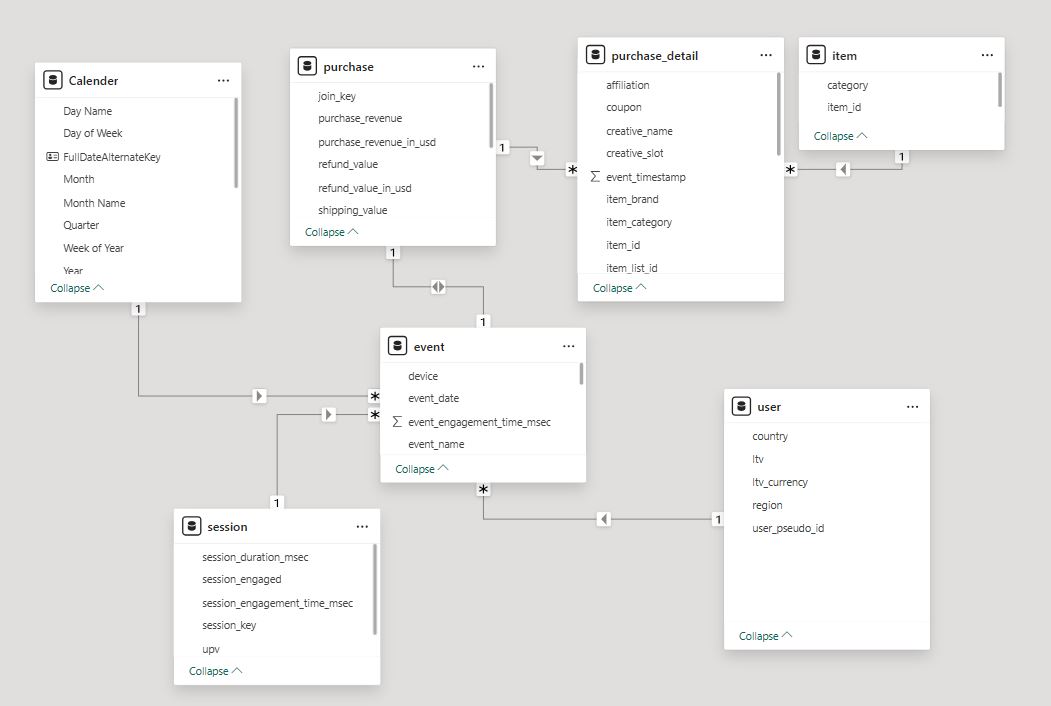 Calender
Day Name
Day of Week
FullDateAlternateKey
Month
Month Name
Quarter
Week of Year
Year
Collapse
1
purchase
join_key
purchase_revenue
purchase_revenue_in_usd
refund_value
refund_value_in_usd
shipping_value
Collapse
1
1
purchase_detail
affiliation
coupon
creative_name
creative_slot
Σ event_timestamp
item_brand
item_category
item_id
item_list_id
Collapse
*
*
item
category
item_id
Collapse
1
1
event
device
event_date
Σ event_engagement_time_msec
event_name
Collapse
*
*
*
user
country
ltv
ltv_currency
region
user_pseudo_id
Collapse
1
1
session
session_duration_msec
session_engaged
session_engagement_time_msec
session_key
upv
Collapse